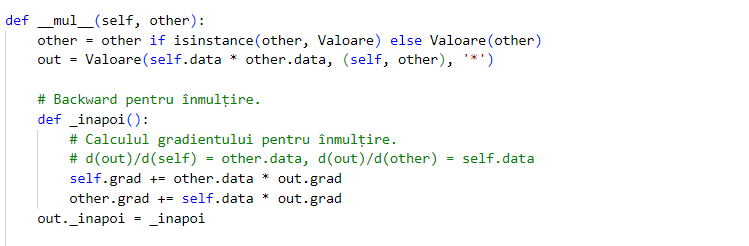 def __mul__(self, other):
    other = other if isinstance(other, Valoare) else Valoare(other)
    out = Valoare(self.data * other.data, (self, other), '*')
    # Backward pentru înmulțire.
    def _inapoi():
        # Calculul gradientului pentru înmulțire.
        # d(out)/d(self) = other.data, d(out)/d(other) = self.data
        self.grad += other.data * out.grad
        other.grad += self.data * out.grad
    out._inapoi = _inapoi